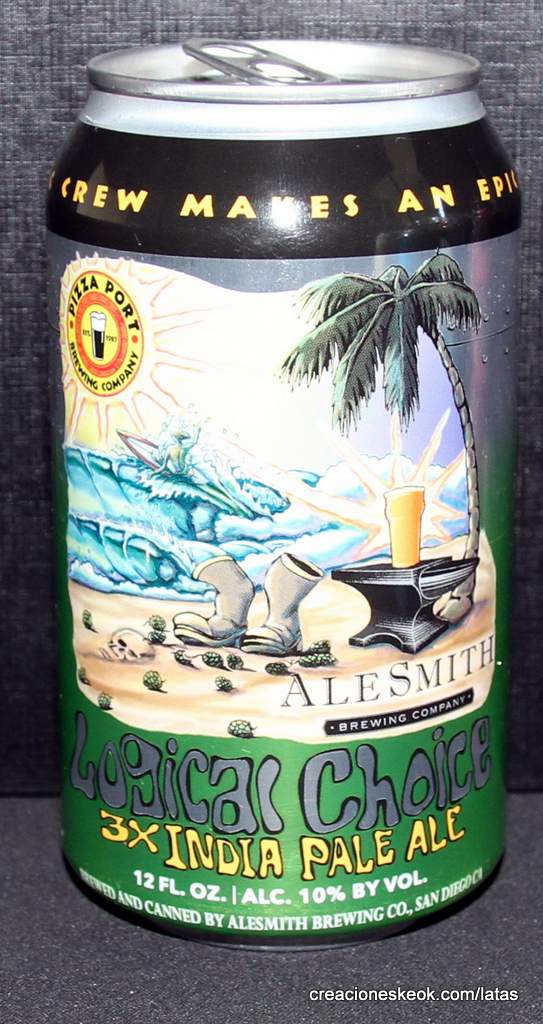 CREW MAKES AN EPIC
PIZZA PORT
EST. 1987
BREWING COMPANY
ALESMITH
· BREWING COMPANY ·
Logical Choice
3X INDIA PALE ALE
12 FL. OZ. | ALC. 10% BY VOL.
BREWED AND CANNED BY ALESMITH BREWING CO., SAN DIEGO CA
creacioneskeok.com/latas